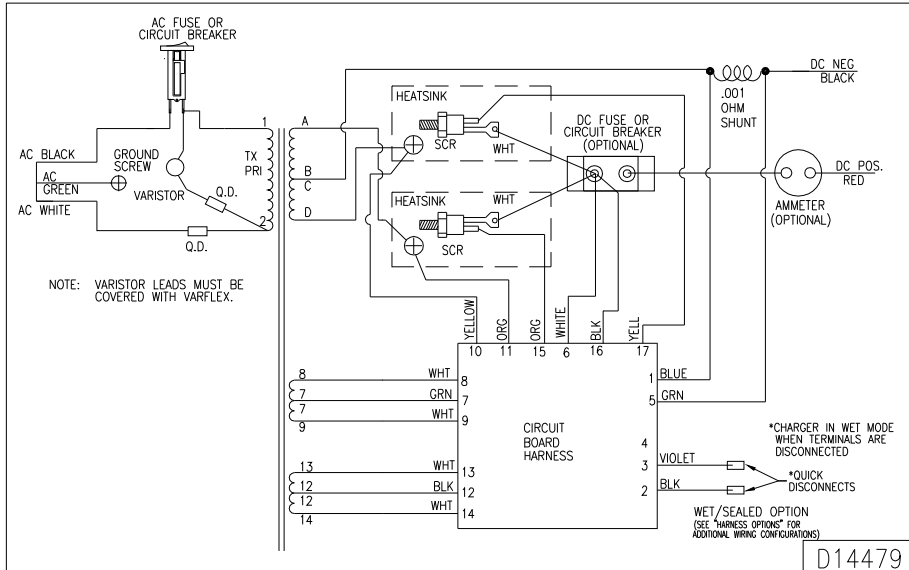 AC FUSE OR
CIRCUIT BREAKER
AC BLACK
AC
GREEN
AC WHITE
GROUND
SCREW
VARISTOR
Q.D.
Q.D.
1
TX
PRI
2
A
B
C
D
NOTE: VARISTOR LEADS MUST BE
COVERED WITH VARFLEX.
HEATSINK
SCR
WHT
HEATSINK
WHT
SCR
DC FUSE OR
CIRCUIT BREAKER
(OPTIONAL)
.001
OHM
SHUNT
DC NEG
BLACK
DC POS.
RED
AMMETER
(OPTIONAL)
YELLOW
ORG
ORG
WHITE
BLK
YELL
10 11 15 6 16 17
8 WHT 8
7 GRN 7
7 WHT 9
9
13 WHT 13
12 BLK 12
12 WHT 14
14
CIRCUIT
BOARD
HARNESS
1 BLUE
5 GRN
4
3 VIOLET
2 BLK
*CHARGER IN WET MODE
WHEN TERMINALS ARE
DISCONNECTED
*QUICK
DISCONNECTS
WET/SEALED OPTION
(SEE "HARNESS OPTIONS" FOR
ADDITIONAL WIRING CONFIGURATIONS)
D14479